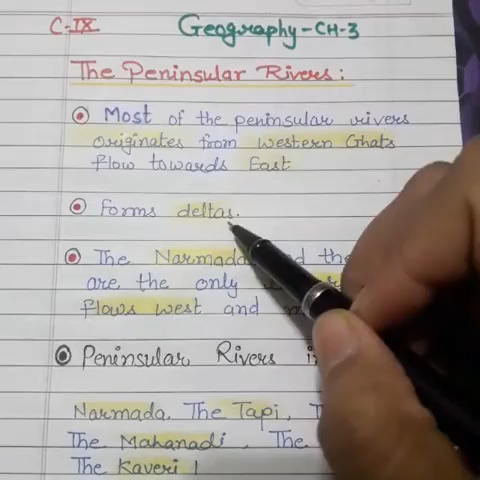 C-IX Geography-CH-3
The Peninsular Rivers:
Most of the peninsular rivers
originates from western Ghats
flow towards East
Forms deltas.
The Narmada and the
are the only
flows west and
Peninsular Rivers
Narmada, The Tapi,
The Mahanadi, The
The Kaveri